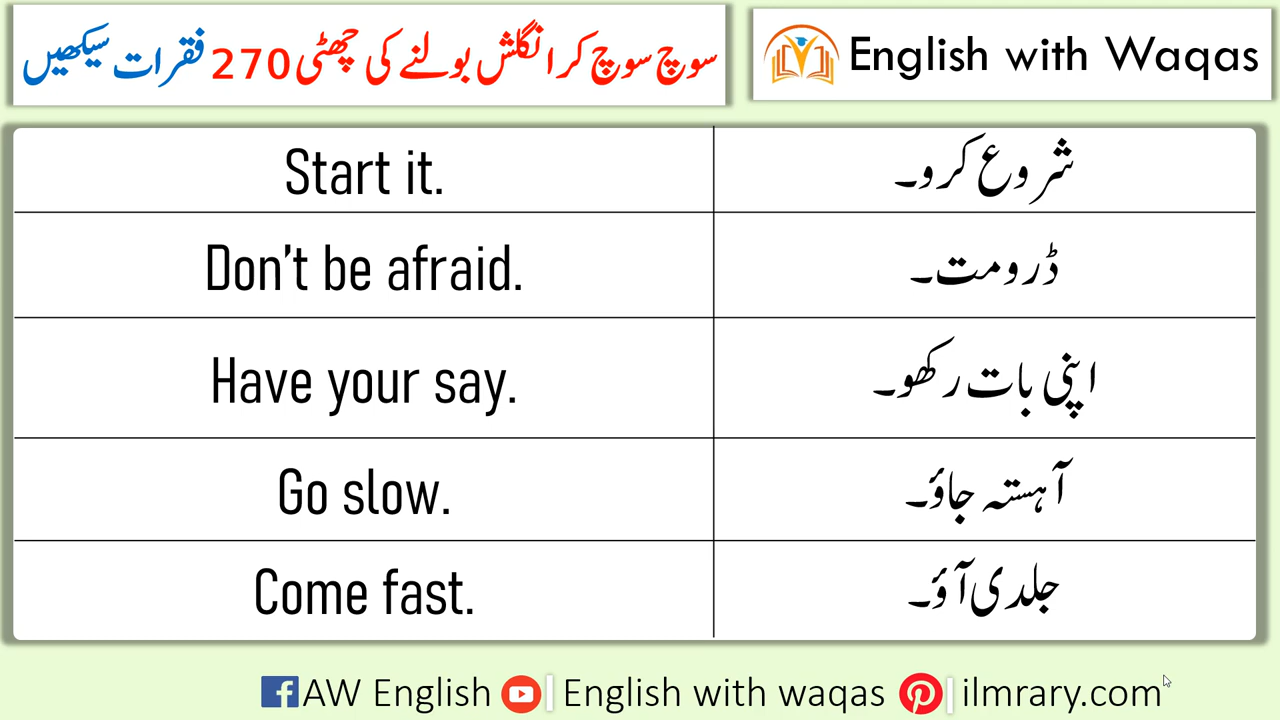 سوچ سوچ کر انگلش بولنے کی چھٹی 270 فقرات سیکھیں
English with Waqas
Start it.
شروع کرو۔
Don't be afraid.
ڈرو مت۔
Have your say.
اپنی بات رکھو۔
Go slow.
آہستہ جاؤ۔
Come fast.
جلدی آؤ۔
AW English | English with waqas | ilmrary.com